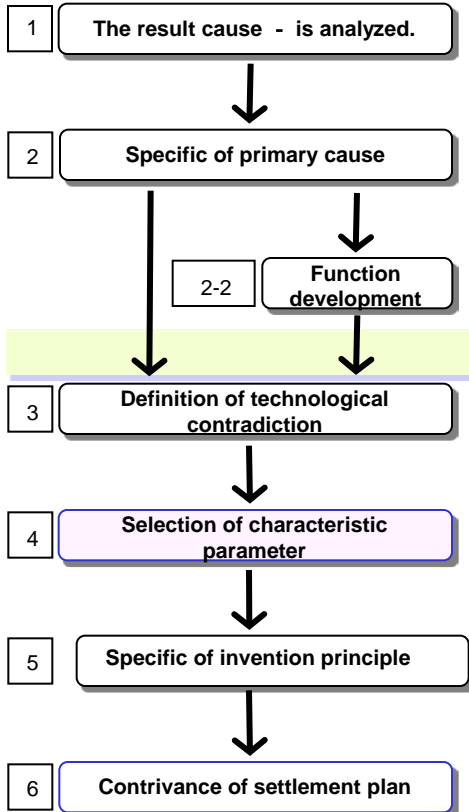 1
The result cause - is analyzed.
2
Specific of primary cause
2-2
Function
development
3
Definition of technological
contradiction
4
Selection of characteristic
parameter
5
Specific of invention principle
6
Contrivance of settlement plan